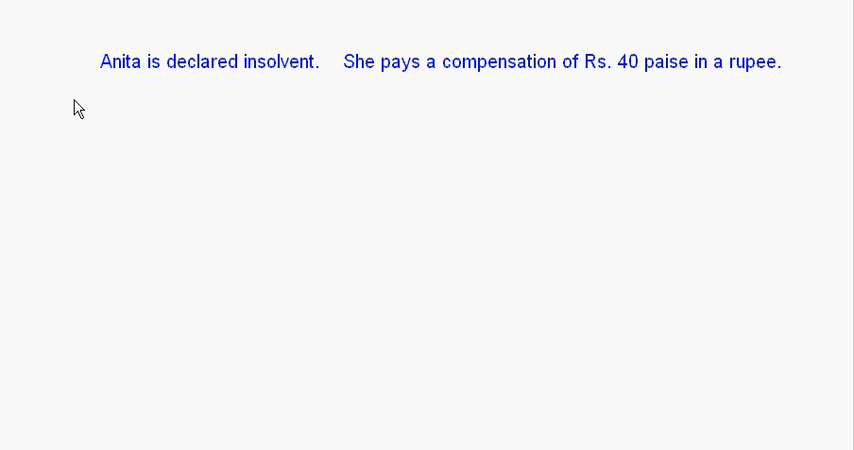 Anita is declared insolvent. She pays a compensation of Rs. 40 paise in a rupee.